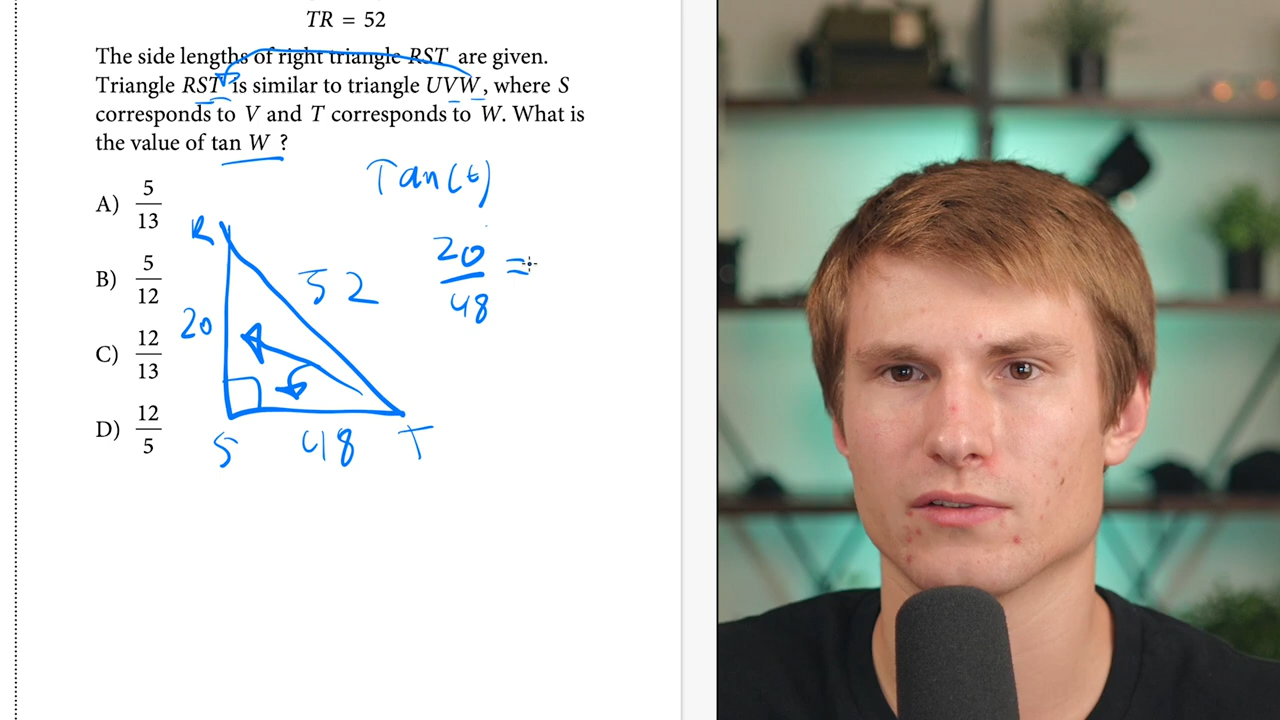 TR = 52
The side lengths of right triangle RST are given.
Triangle RST is similar to triangle UVW, where S
corresponds to V and T corresponds to W. What is
the value of tan W ?
A) 5/13
B) 5/12
C) 12/13
D) 12/5
Tan(t)
20/48 =
R
52
20
S
48
T